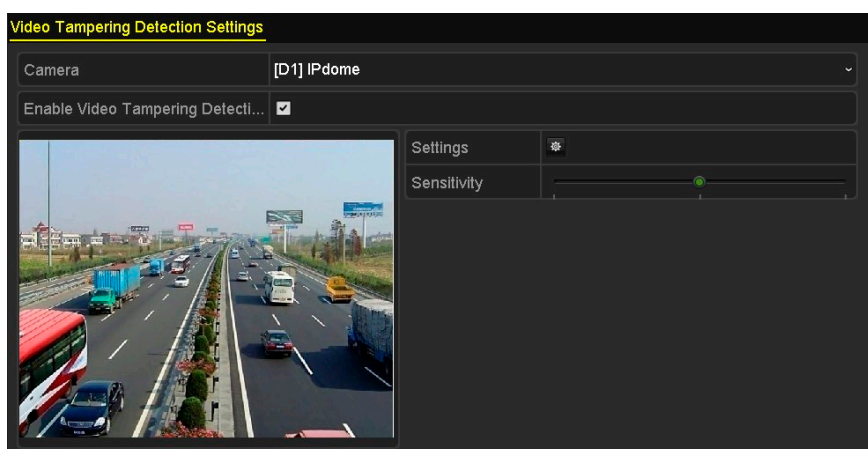 Video Tampering Detection Settings
Camera [D1] IPdome
Enable Video Tampering Detecti...
Settings
Sensitivity